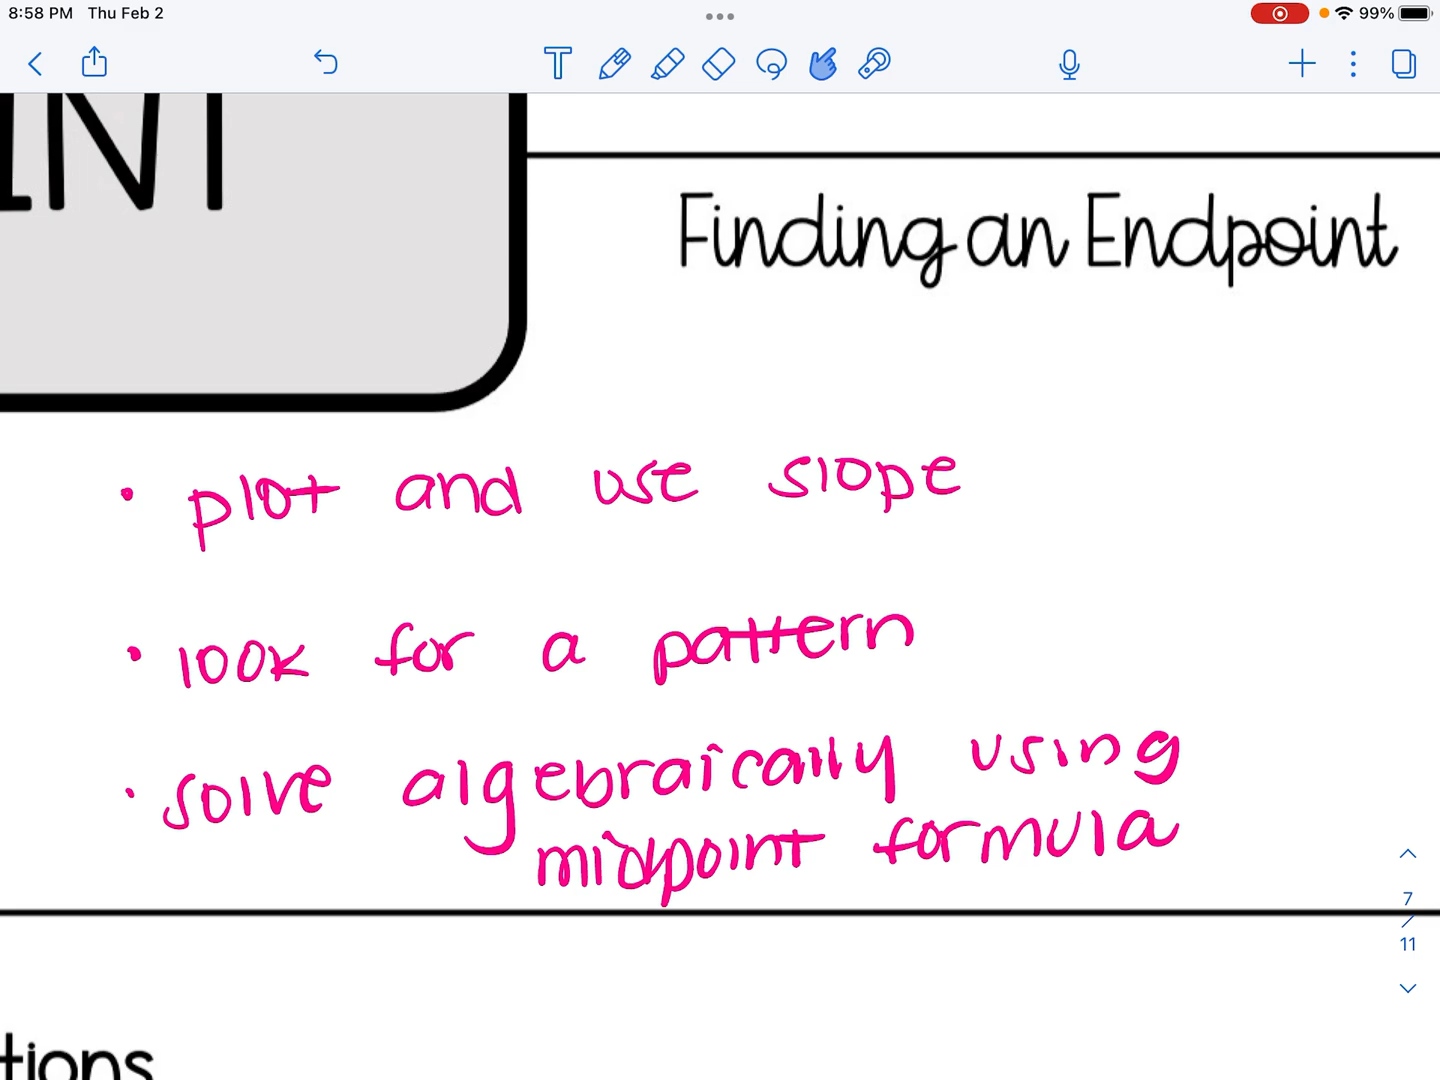 8:58 PM Thu Feb 2
99%
INT
Finding an Endpoint
• plot and use slope
• look for a pattern
• solve algebraically using
midpoint formula
7
/
11
tions